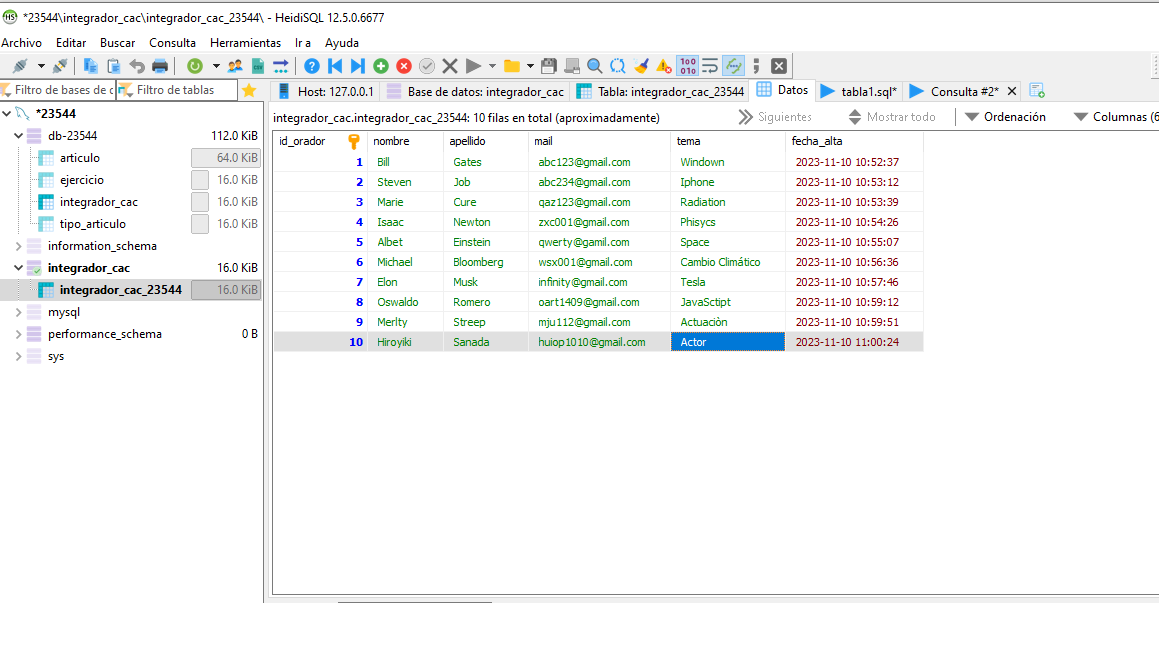 *23544\integrador_cac\integrador_cac_23544\ - HeidiSQL 12.5.0.6677
Archivo Editar Buscar Consulta Herramientas Ir a Ayuda
Filtro de bases de Filtro de tablas
Host: 127.0.0.1 Base de datos: integrador_cac Tabla: integrador_cac_23544 Datos tabla1.sql* Consulta #2*
integrador_cac.integrador_cac_23544: 10 filas en total (aproximadamente) Siguientes Mostrar todo Ordenación Columnas (6
*23544
db-23544 112.0 KiB
articulo 64.0 KiB
ejercicio 16.0 KiB
integrador_cac 16.0 KiB
tipo_articulo 16.0 KiB
information_schema
integrador_cac 16.0 KiB
integrador_cac_23544 16.0 KiB
mysql
performance_schema 0 B
sys
id_orador nombre apellido mail tema fecha_alta
1 Bill Gates abc123@gmail.com Windown 2023-11-10 10:52:37
2 Steven Job abc234@gmail.com Iphone 2023-11-10 10:53:12
3 Marie Cure qaz123@gmail.com Radiation 2023-11-10 10:53:39
4 Isaac Newton zxc001@gmail.com Phisycs 2023-11-10 10:54:26
5 Albet Einstein qwerty@gamil.com Space 2023-11-10 10:55:07
6 Michael Bloomberg wsx001@gmail.com Cambio Climático 2023-11-10 10:56:36
7 Elon Musk infinity@gmail.com Tesla 2023-11-10 10:57:46
8 Oswaldo Romero oart1409@gmail.com JavaSctipt 2023-11-10 10:59:12
9 Merlty Streep mju112@gmail.com Actuaciòn 2023-11-10 10:59:51
10 Hiroyiki Sanada huiop1010@gmail.com Actor 2023-11-10 11:00:24